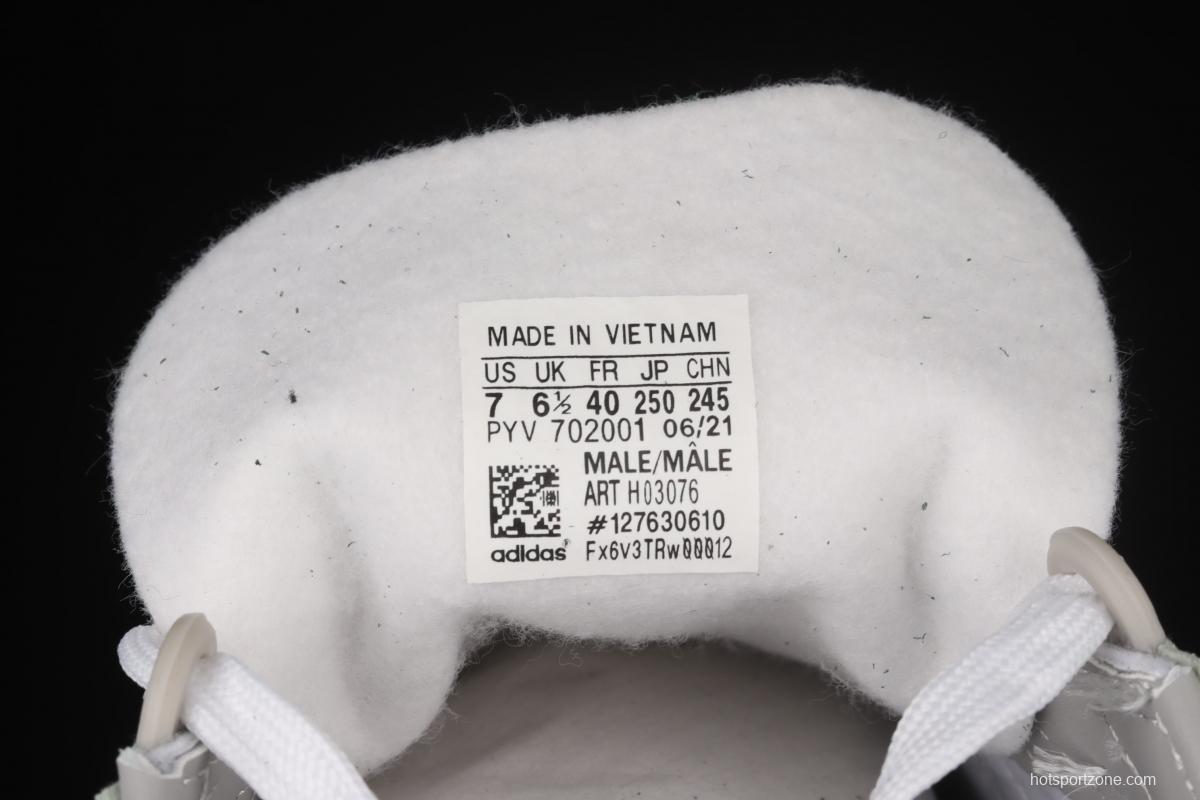 MADE IN VIETNAM
US UK FR JP CHN
7 6½ 40 250 245
PYV 702001 06/21
MALE/MÂLE
ART H03076
#127630610
adidas Fx6v3TRw00012
hotsportzone.com